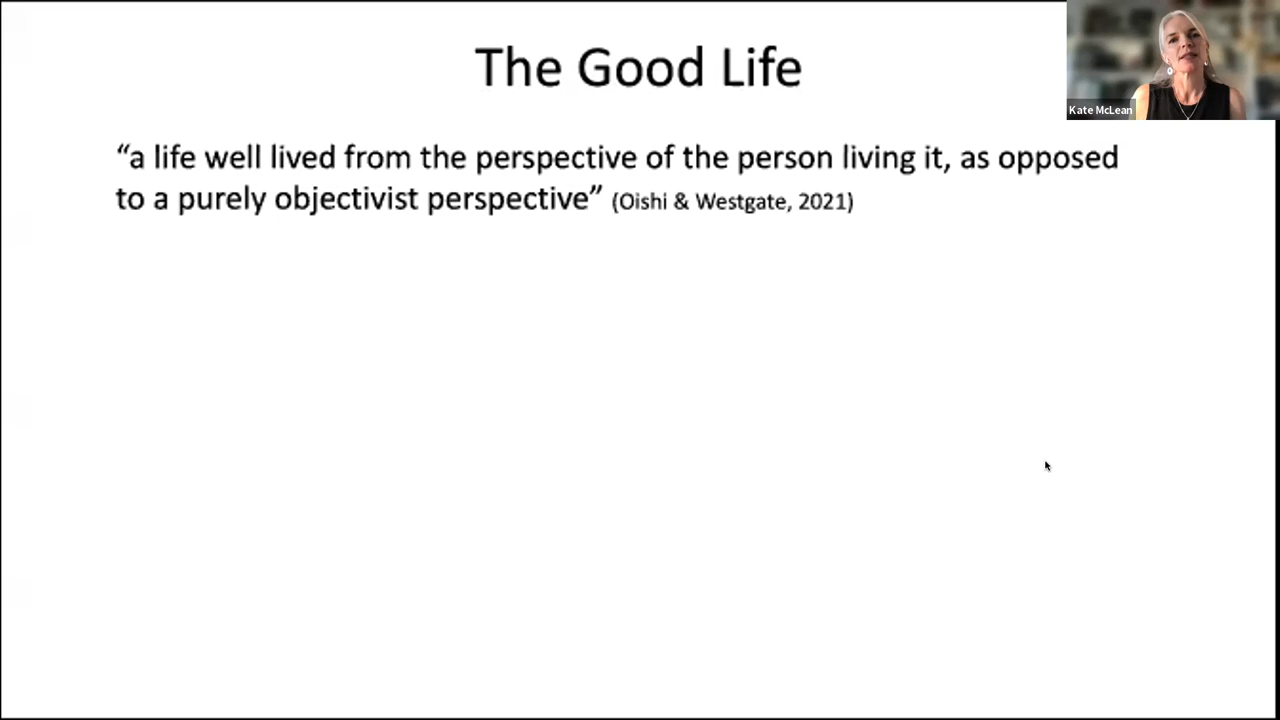 The Good Life
Kate McLean
“a life well lived from the perspective of the person living it, as opposed
to a purely objectivist perspective” (Oishi & Westgate, 2021)